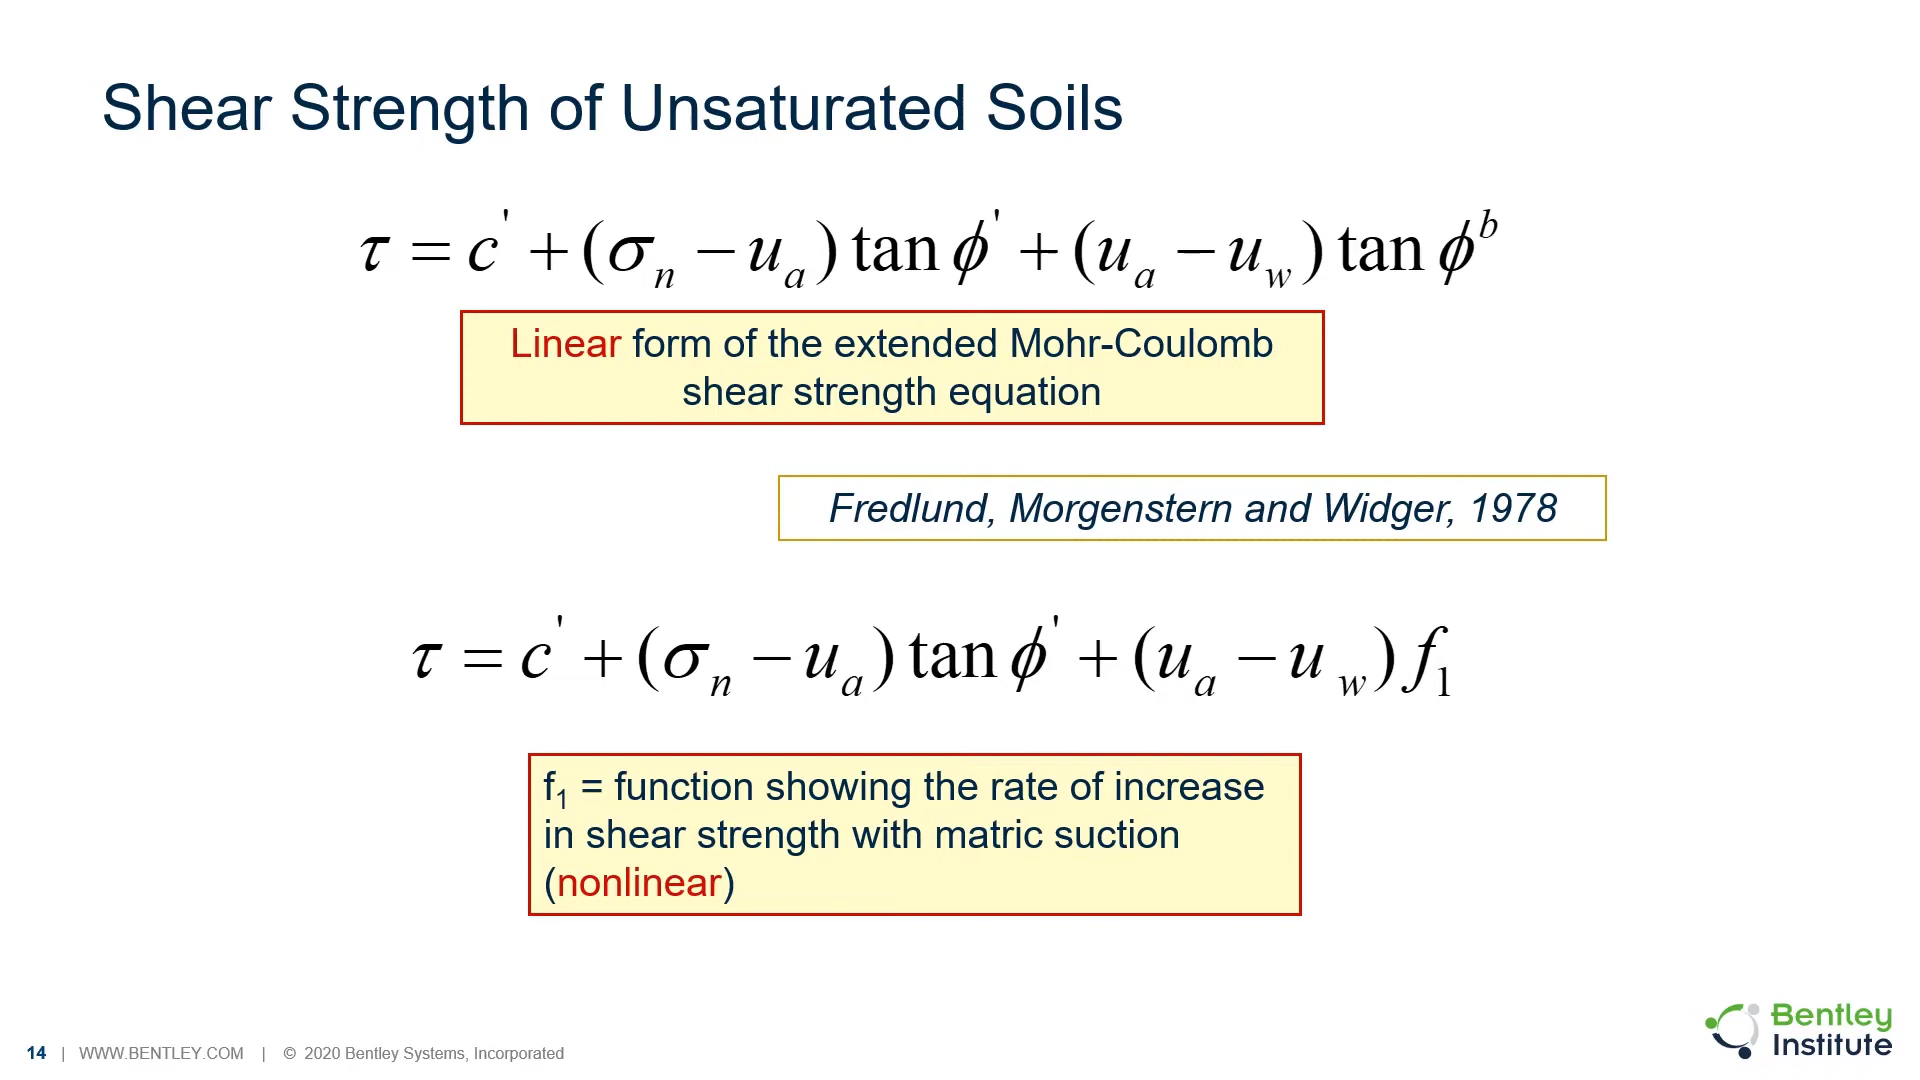 Shear Strength of Unsaturated Soils
τ = c' + (σₙ − uₐ) tan ϕ' + (uₐ − u_w) tan ϕᵇ
Linear form of the extended Mohr-Coulomb
shear strength equation
Fredlund, Morgenstern and Widger, 1978
τ = c' + (σₙ − uₐ) tan ϕ' + (uₐ − u_w) f₁
f₁ = function showing the rate of increase
in shear strength with matric suction
(nonlinear)
14 | WWW.BENTLEY.COM | © 2020 Bentley Systems, Incorporated
Bentley
Institute